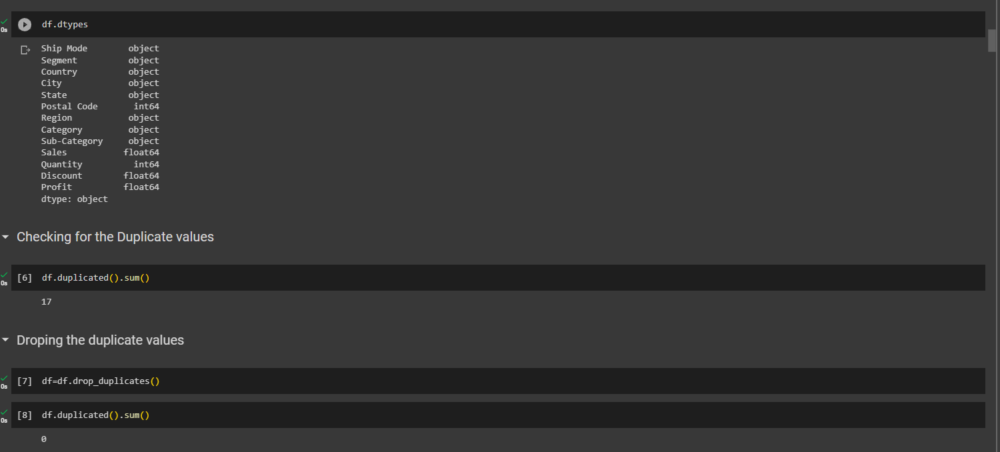 0s
df.dtypes
Ship Mode object
Segment object
Country object
City object
State object
Postal Code int64
Region object
Category object
Sub-Category object
Sales float64
Quantity int64
Discount float64
Profit float64
dtype: object
Checking for the Duplicate values
0s
[6] df.duplicated().sum()
17
Droping the duplicate values
0s
[7] df=df.drop_duplicates()
0s
[8] df.duplicated().sum()
0